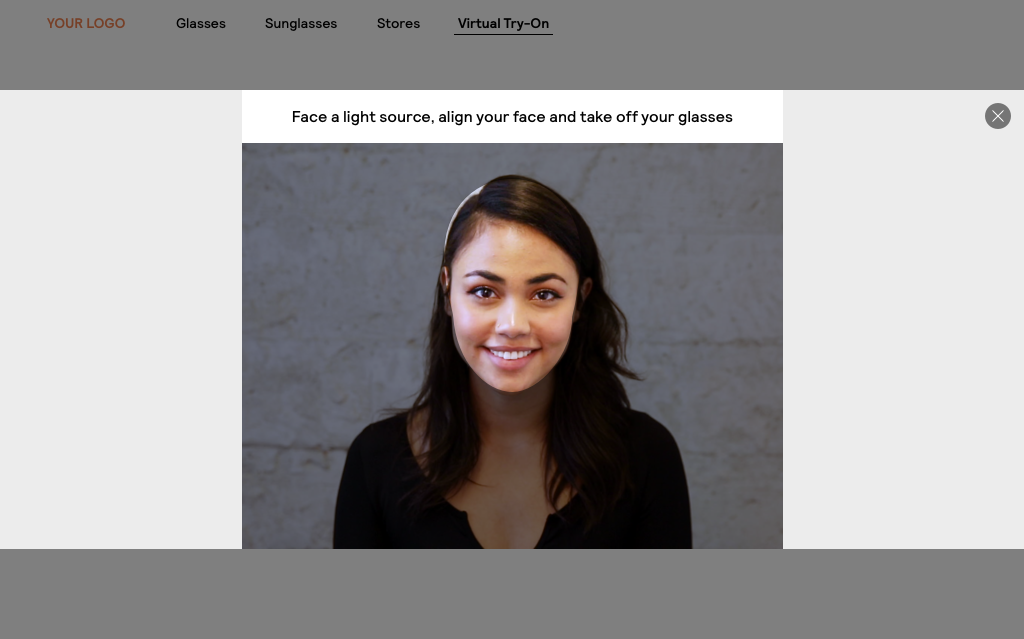 YOUR LOGO Glasses Sunglasses Stores Virtual Try-On
Face a light source, align your face and take off your glasses